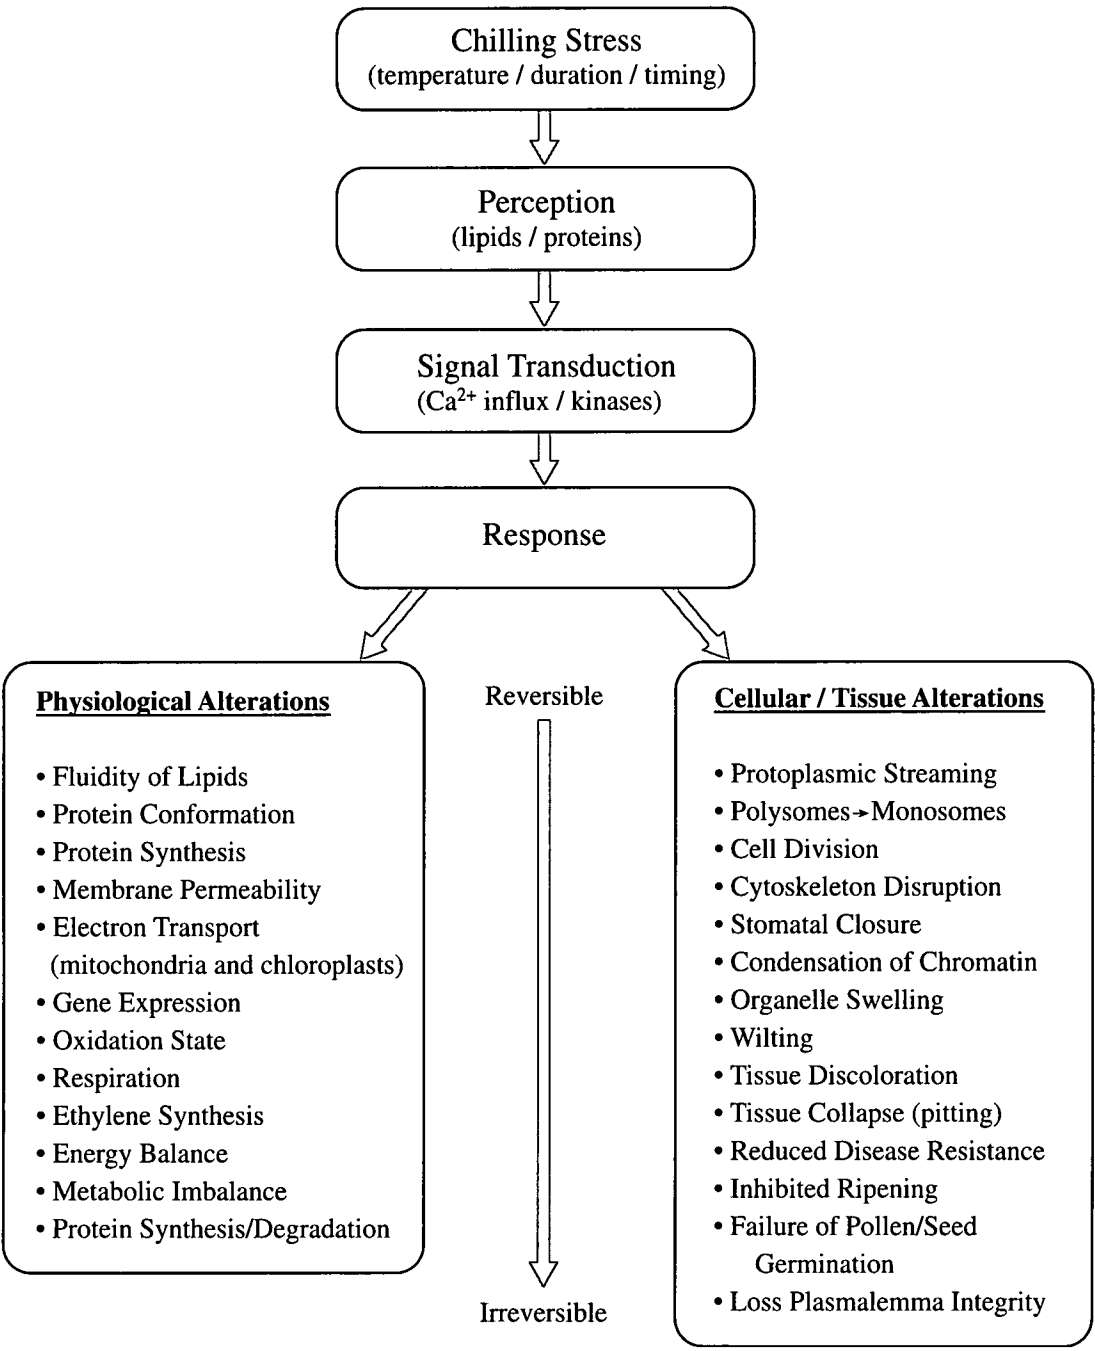 Chilling Stress
(temperature / duration / timing)
Perception
(lipids / proteins)
Signal Transduction
(Ca²⁺ influx / kinases)
Response
Physiological Alterations
• Fluidity of Lipids
• Protein Conformation
• Protein Synthesis
• Membrane Permeability
• Electron Transport
(mitochondria and chloroplasts)
• Gene Expression
• Oxidation State
• Respiration
• Ethylene Synthesis
• Energy Balance
• Metabolic Imbalance
• Protein Synthesis/Degradation
Reversible
Irreversible
Cellular / Tissue Alterations
• Protoplasmic Streaming
• Polysomes→Monosomes
• Cell Division
• Cytoskeleton Disruption
• Stomatal Closure
• Condensation of Chromatin
• Organelle Swelling
• Wilting
• Tissue Discoloration
• Tissue Collapse (pitting)
• Reduced Disease Resistance
• Inhibited Ripening
• Failure of Pollen/Seed
Germination
• Loss Plasmalemma Integrity